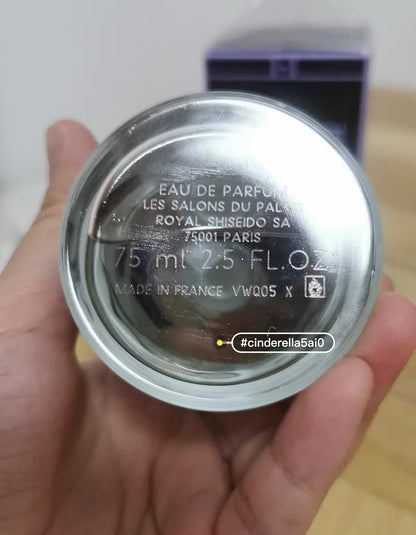 EAU DE PARFUM
LES SALONS DU PALAIS
ROYAL SHISEIDO SA
75001 PARIS
75 ml 2.5 FL.OZ
MADE IN FRANCE VWQ05 X
#cinderella5ai0